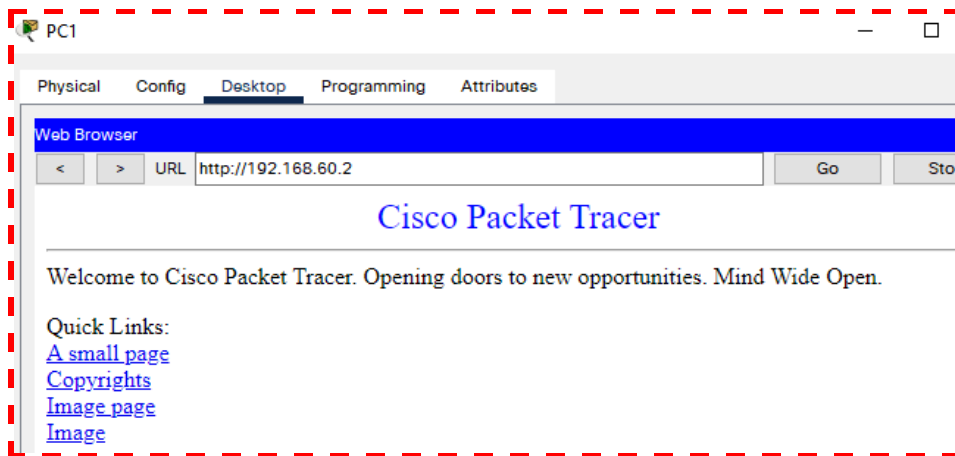 PC1
Physical Config Desktop Programming Attributes
Web Browser
< > URL http://192.168.60.2 Go Sto
Cisco Packet Tracer
Welcome to Cisco Packet Tracer. Opening doors to new opportunities. Mind Wide Open.
Quick Links:
A small page
Copyrights
Image page
Image